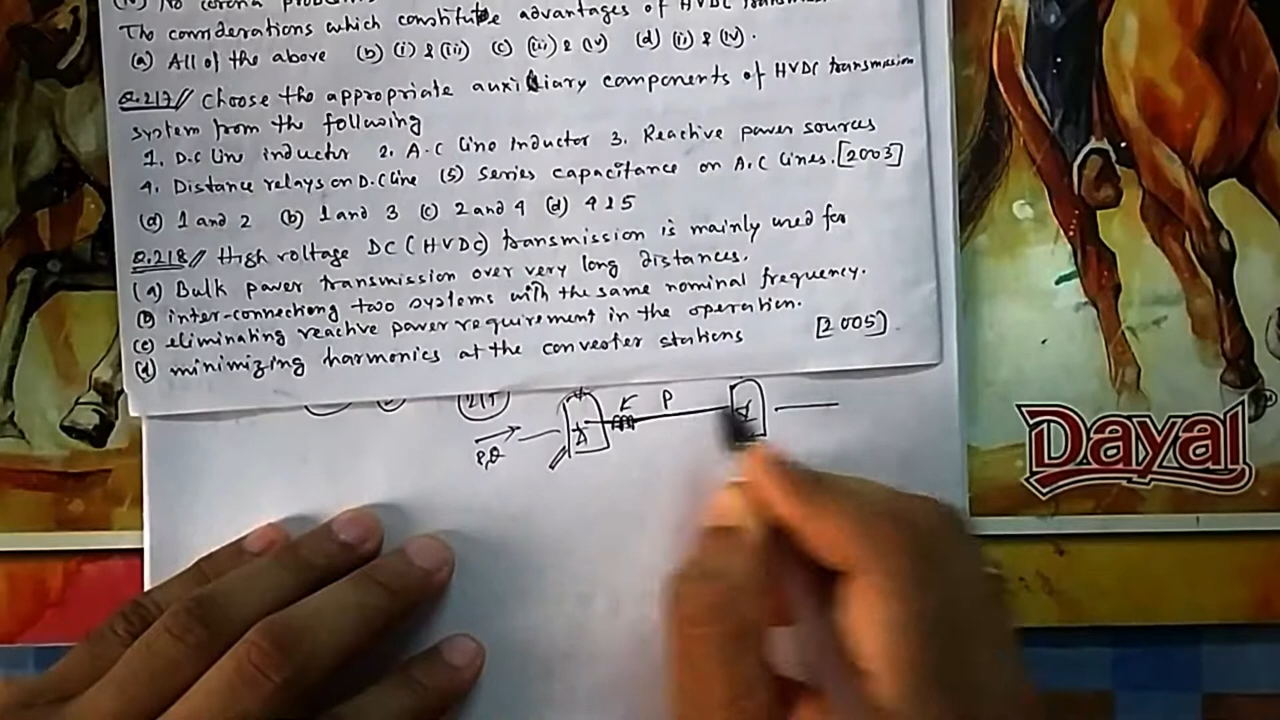 The considerations which constitute advantages of HVDC
(a) All of the above (b) (i) & (iii) (c) (iii) & (iv) (d) (ii) & (iv).
Q.217// Choose the appropriate auxiliary components of HVDC transmission
system from the following
1. D.C Line inductor 2. A.C line Inductor 3. Reactive power sources
4. Distance relays on D.C Line (5) Series capacitance on A.C Lines. [2003]
(a) 1 and 2 (b) 1 and 3 (c) 2 and 4 (d) 4 & 5
Q.218// High voltage DC (HVDC) transmission is mainly used for
(a) Bulk power transmission over very long distances.
(b) inter-connectiong two systems with the same nominal frequency.
(c) eliminating reactive power requirement in the operation.
(d) minimizing harmonics at the converter stations [2005].
P
P,Q
Dayal